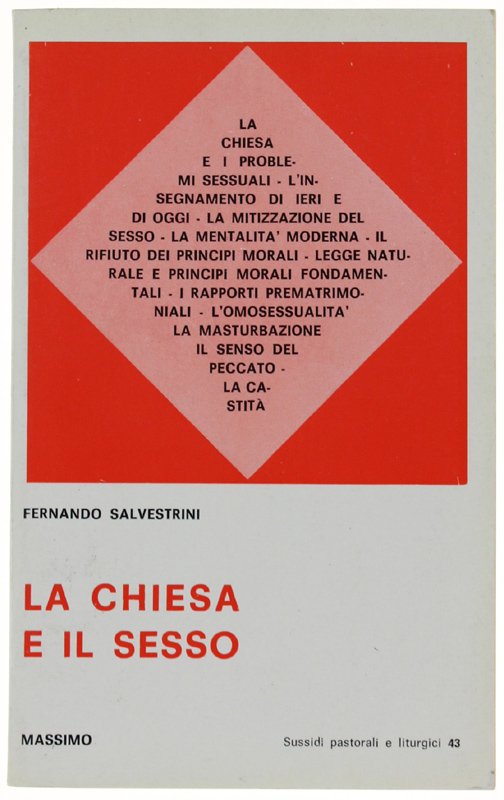 LA
CHIESA
E I PROBLE-
MI SESSUALI - L'IN-
SEGNAMENTO DI IERI E
DI OGGI - LA MITIZZAZIONE DEL
SESSO - LA MENTALITA' MODERNA - IL
RIFIUTO DEI PRINCIPI MORALI - LEGGE NATU-
RALE E PRINCIPI MORALI FONDAMEN-
TALI - I RAPPORTI PREMATRIMO-
NIALI - L'OMOSESSUALITA'
LA MASTURBAZIONE
IL SENSO DEL
PECCATO -
LA CA-
STITÀ
FERNANDO SALVESTRINI
LA CHIESA
E IL SESSO
MASSIMO
Sussidi pastorali e liturgici 43